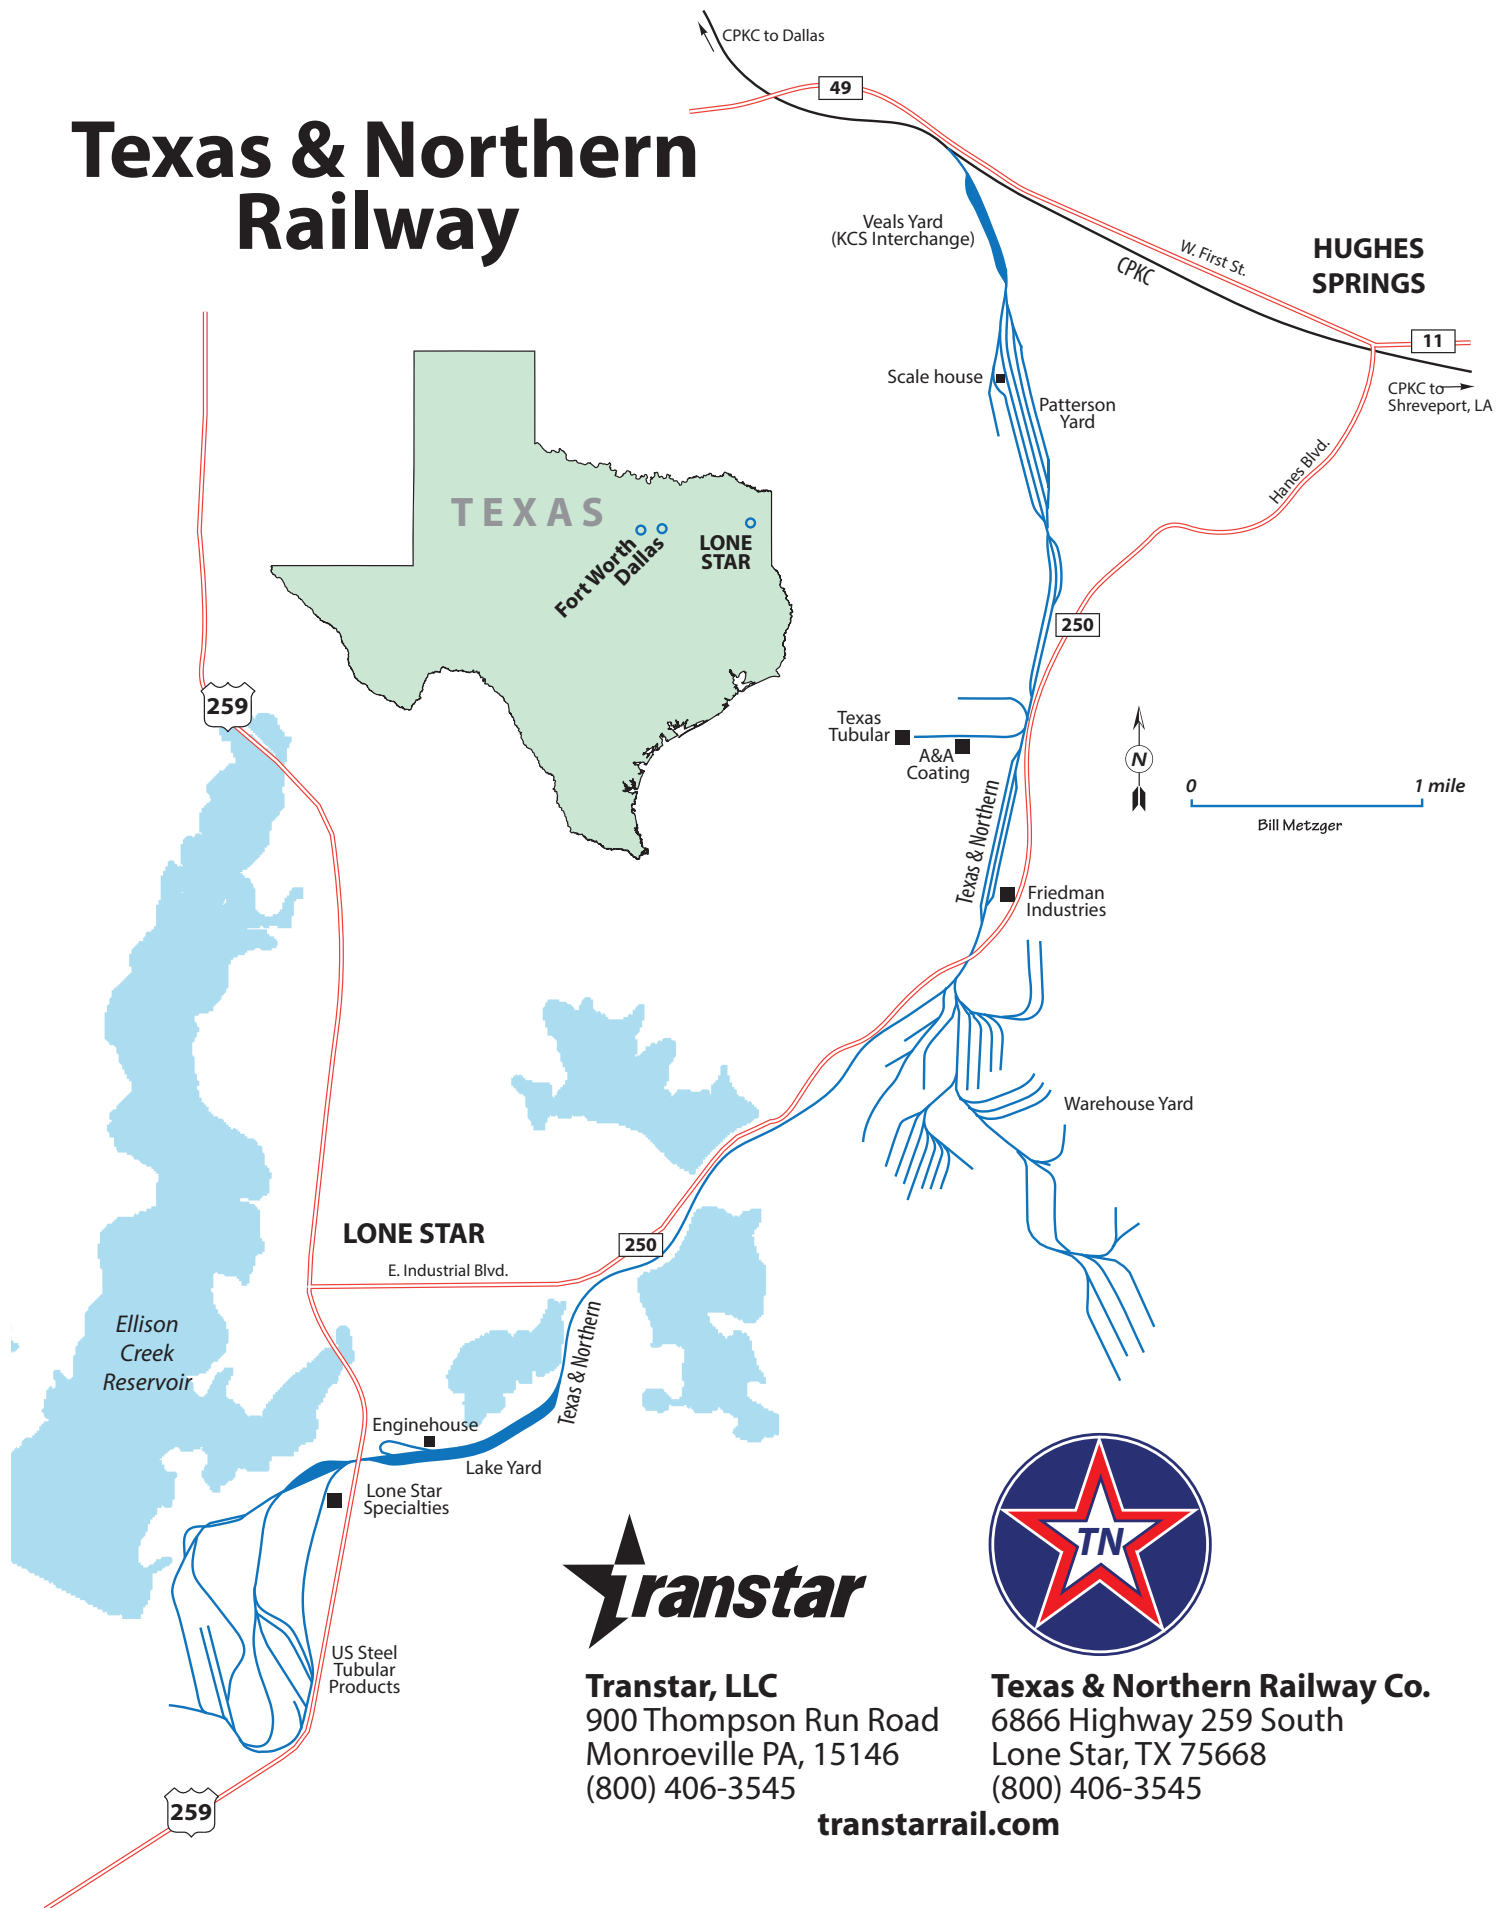 CPKC to Dallas
49
Texas & Northern
Railway
Veals Yard
(KCS Interchange)
W. First St.
CPKC
HUGHES
SPRINGS
11
CPKC to
Shreveport, LA
Scale house
Patterson
Yard
Hanes Blvd.
TEXAS
Fort Worth
Dallas
LONE
STAR
250
259
Texas
Tubular
A&A
Coating
N
0
1 mile
Bill Metzger
Texas & Northern
Friedman
Industries
Warehouse Yard
LONE STAR
250
E. Industrial Blvd.
Ellison
Creek
Reservoir
Texas & Northern
Enginehouse
Lake Yard
Lone Star
Specialties
US Steel
Tubular
Products
259
Transtar
TN
Transtar, LLC
900 Thompson Run Road
Monroeville PA, 15146
(800) 406-3545
Texas & Northern Railway Co.
6866 Highway 259 South
Lone Star, TX 75668
(800) 406-3545
transtarrail.com